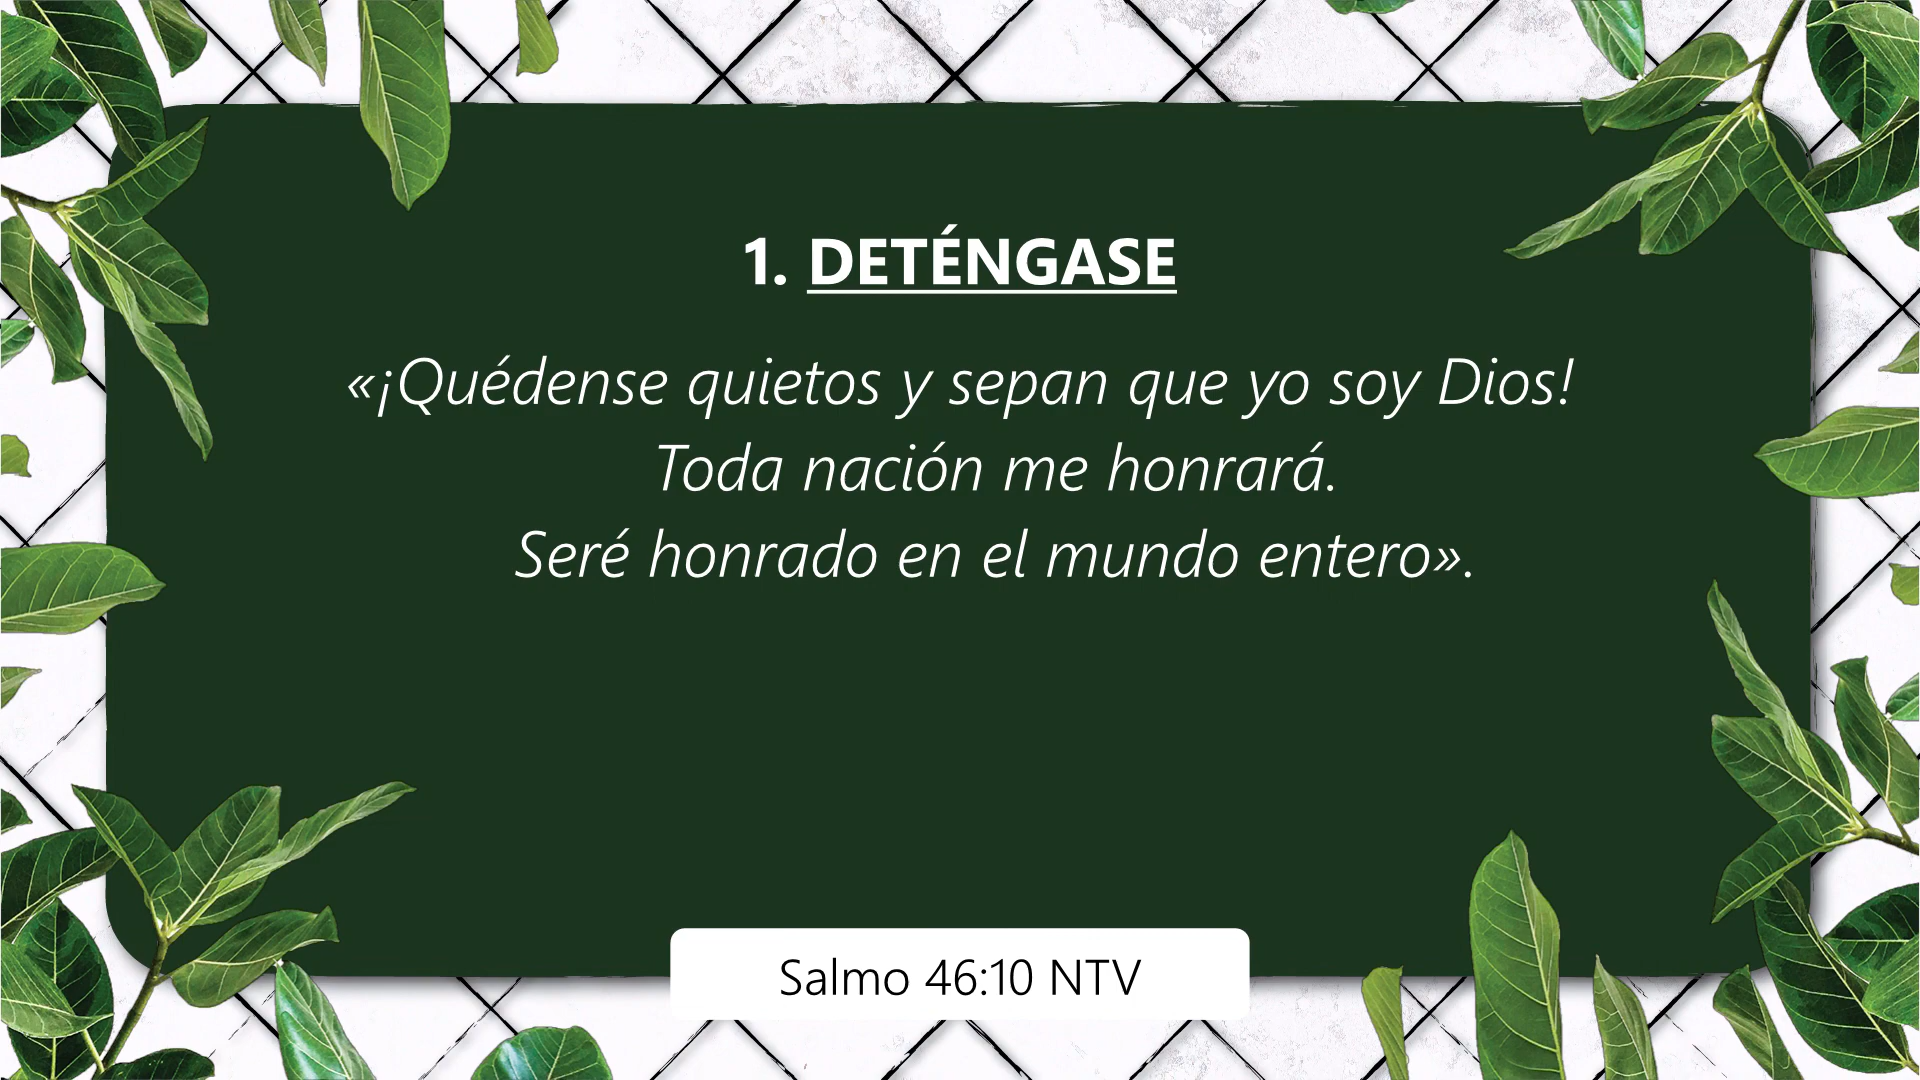 1. DETÉNGASE
«¡Quédense quietos y sepan que yo soy Dios!
Toda nación me honrará.
Seré honrado en el mundo entero».
Salmo 46:10 NTV